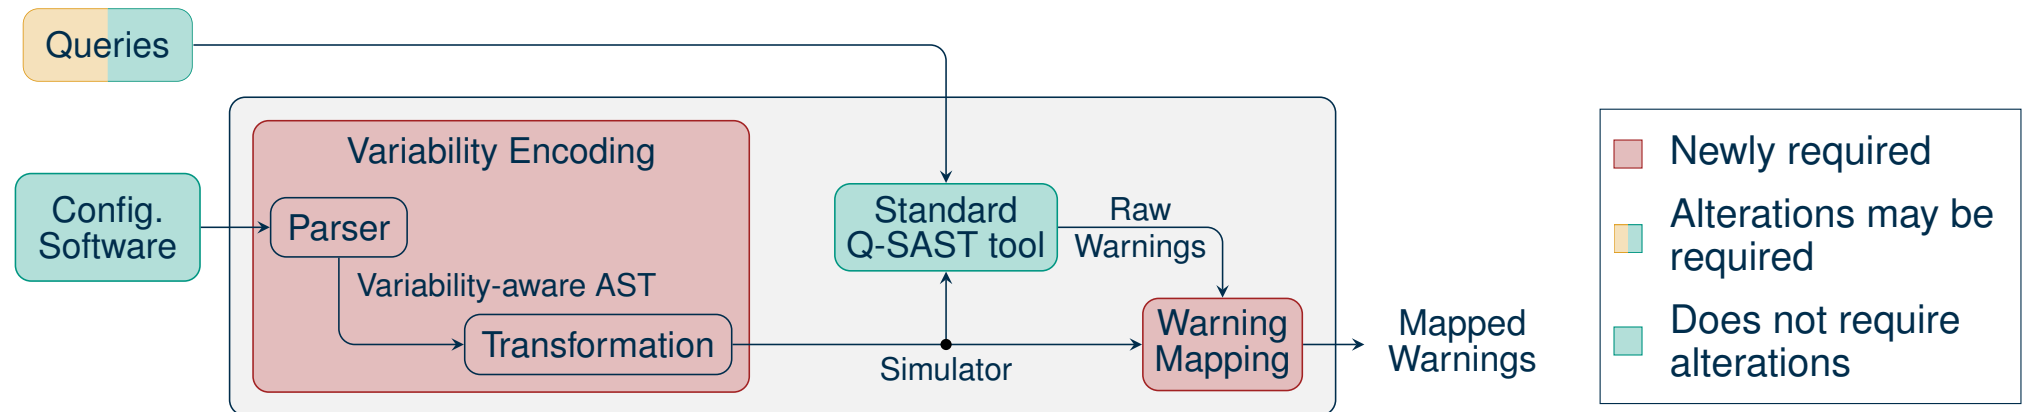 Queries
Variability Encoding
Config.
Software
Parser
Variability-aware AST
Transformation
Simulator
Standard
Q-SAST tool
Raw
Warnings
Warning
Mapping
Mapped
Warnings
Newly required
Alterations may be
required
Does not require
alterations